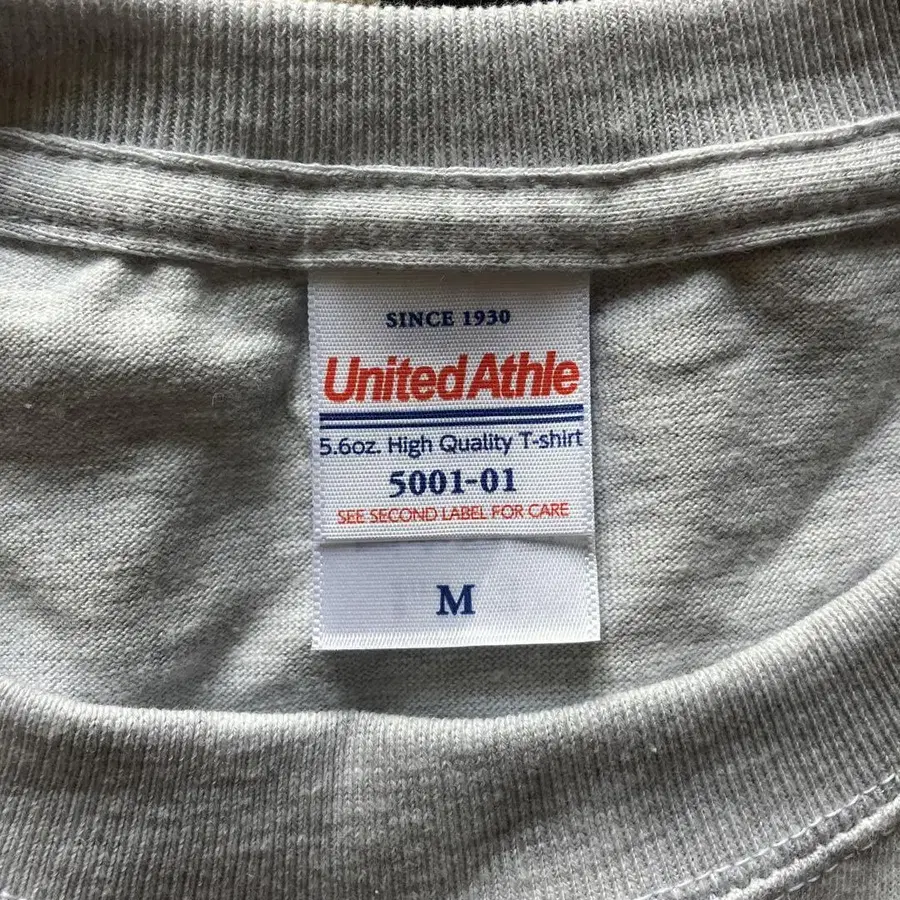 SINCE 1930
UnitedAthle
5.6oz. High Quality T-shirt
5001-01
SEE SECOND LABEL FOR CARE
M